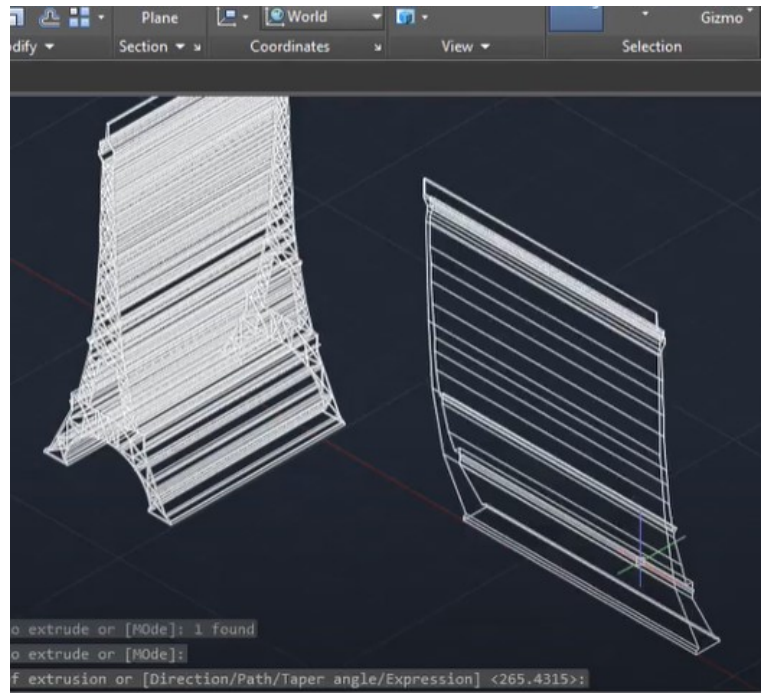 Plane
World
Gizmo
dify
Section
Coordinates
View
Selection
o extrude or [MOde]: 1 found
o extrude or [MOde]:
f extrusion or [Direction/Path/Taper angle/Expression] <265.4315>: